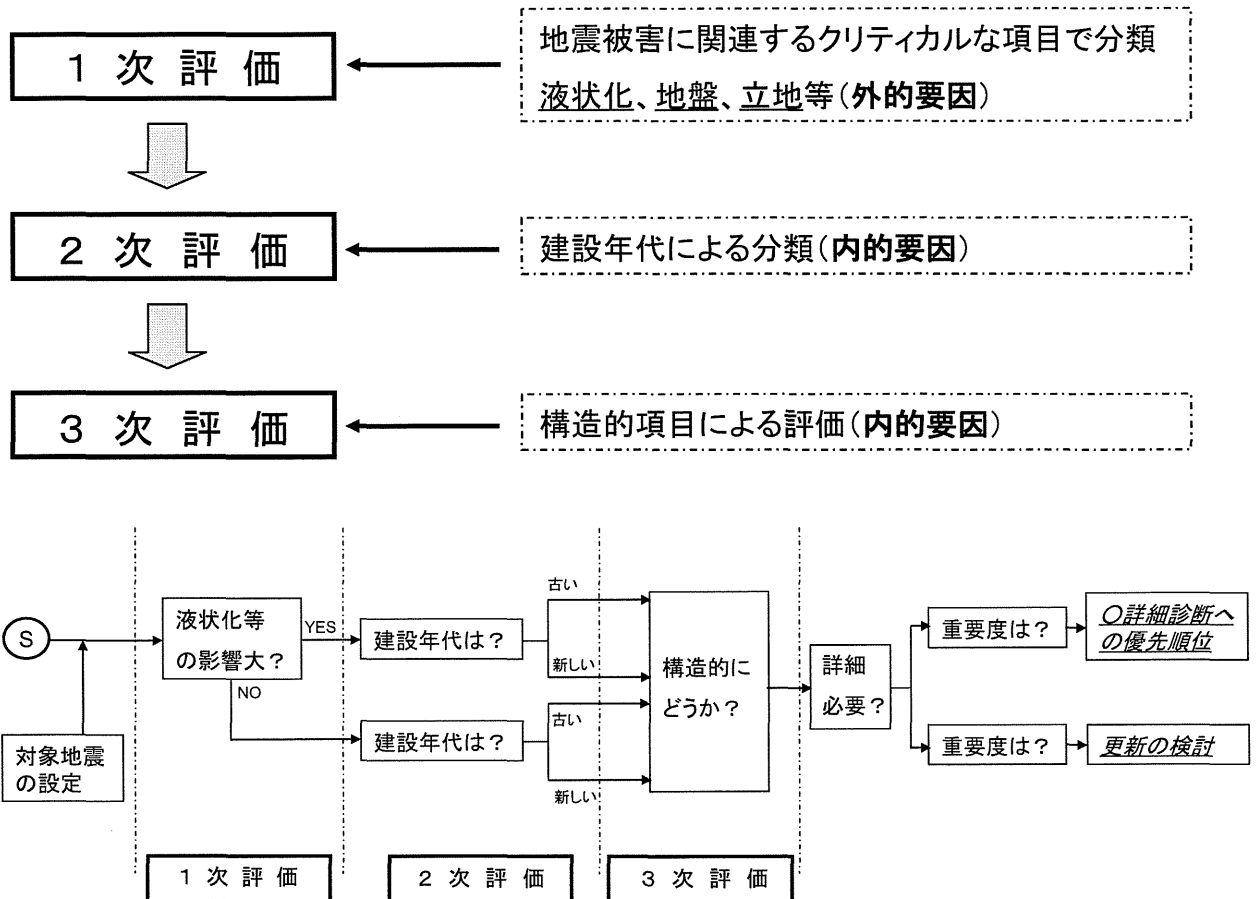 1 次 評 価
地震被害に関連するクリティカルな項目で分類
液状化、地盤、立地等(外的要因)
2 次 評 価
建設年代による分類(内的要因)
3 次 評 価
構造的項目による評価(内的要因)
S
対象地震
の設定
液状化等
の影響大?
YES
NO
建設年代は?
建設年代は?
古い
新しい
古い
新しい
構造的に
どうか?
詳細
必要?
重要度は?
〇詳細診断へ
の優先順位
重要度は?
更新の検討
1 次 評 価
2 次 評 価
3 次 評 価